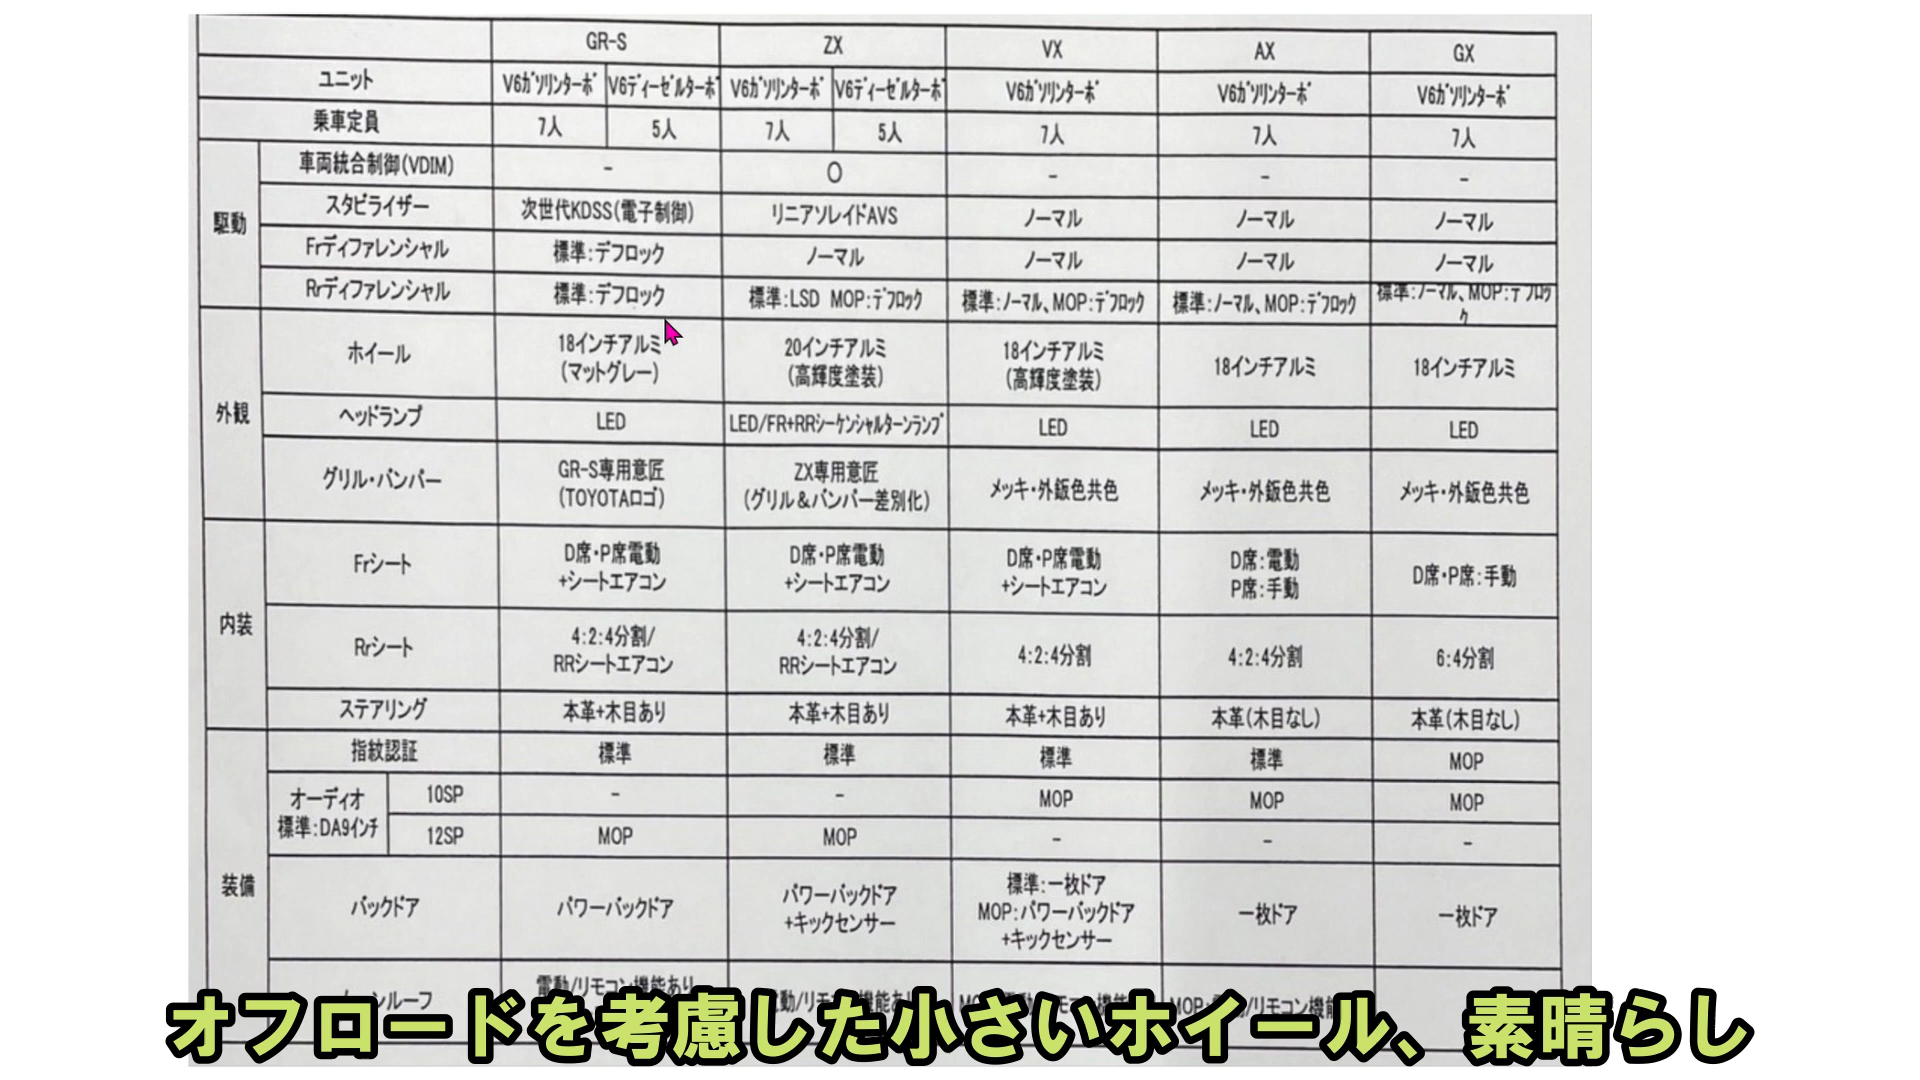 GR-S ZX VX AX GX
ユニット V6ガソリンターボ V6ディーゼルターボ V6ガソリンターボ V6ディーゼルターボ V6ガソリンターボ V6ガソリンターボ V6ガソリンターボ
乗車定員 7人 5人 7人 5人 7人 7人 7人
駆動
車両統合制御(VDIM) - ○ - - -
スタビライザー 次世代KDSS(電子制御) リニアソレイドAVS ノーマル ノーマル ノーマル
Frディファレンシャル 標準:デフロック ノーマル ノーマル ノーマル ノーマル
Rrディファレンシャル 標準:デフロック 標準:LSD MOP:デフロック 標準:ノーマル、MOP:デフロック 標準:ノーマル、MOP:デフロック 標準:ノーマル、MOP:デフロック
外観
ホイール 18インチアルミ(マットグレー) 20インチアルミ(高輝度塗装) 18インチアルミ(高輝度塗装) 18インチアルミ 18インチアルミ
ヘッドランプ LED LED/FR+RRシーケンシャルターンランプ LED LED LED
グリル・バンパー GR-S専用意匠(TOYOTAロゴ) ZX専用意匠(グリル&バンパー差別化) メッキ・外鈑色共色 メッキ・外鈑色共色 メッキ・外鈑色共色
内装
Frシート D席・P席電動+シートエアコン D席・P席電動+シートエアコン D席・P席電動+シートエアコン D席:電動 P席:手動 D席・P席:手動
Rrシート 4:2:4分割/RRシートエアコン 4:2:4分割/RRシートエアコン 4:2:4分割 4:2:4分割 6:4分割
ステアリング 本革+木目あり 本革+木目あり 本革+木目あり 本革(木目なし) 本革(木目なし)
装備
指紋認証 標準 標準 標準 標準 MOP
オーディオ 標準:DA9インチ
10SP - - MOP MOP MOP
12SP MOP MOP - - -
バックドア パワーバックドア パワーバックドア+キックセンサー 標準:一枚ドア MOP:パワーバックドア+キックセンサー 一枚ドア 一枚ドア
電動/リモコン機能あり
オフロードを考慮した小さいホイール、素晴らし